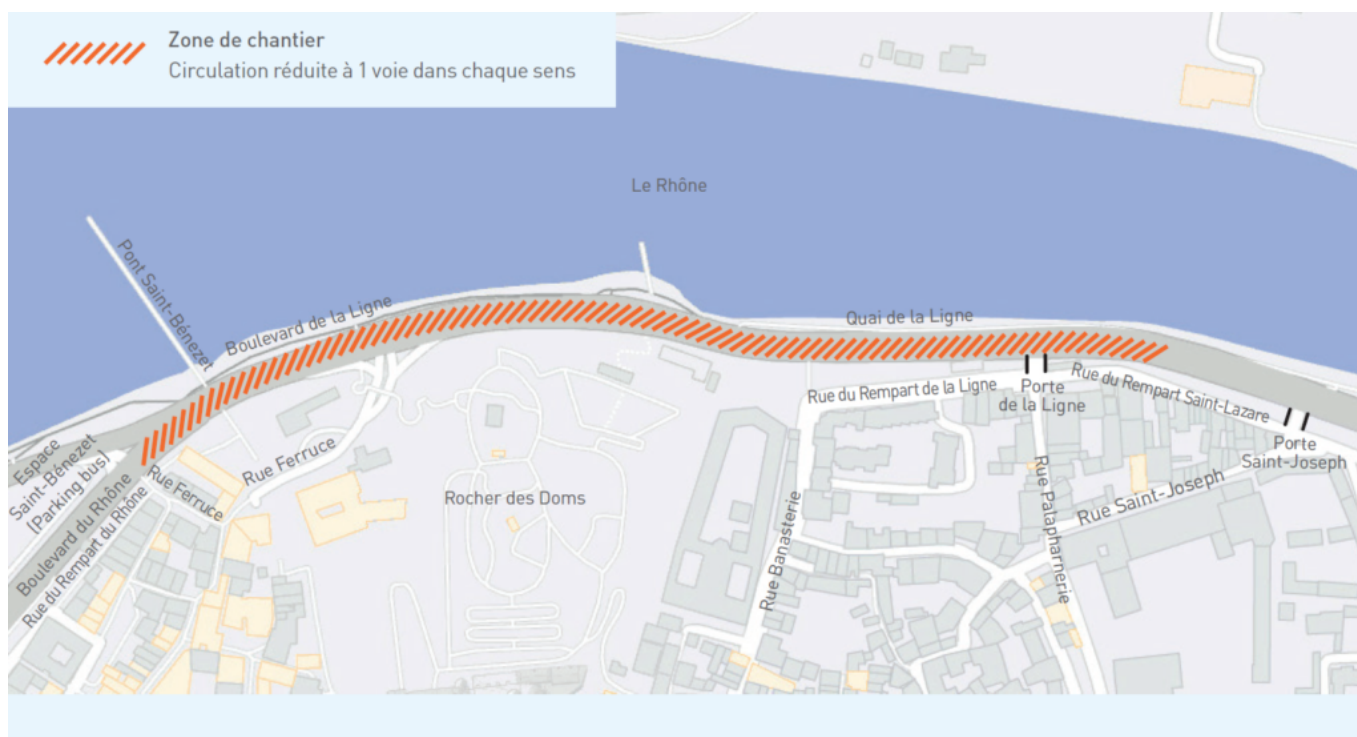 Zone de chantier
Circulation réduite à 1 voie dans chaque sens
Le Rhône
Pont Saint-Bénezet
Boulevard de la Ligne
Quai de la Ligne
Rue du Rempart de la Ligne
Porte
de la Ligne
Rue du Rempart Saint-Lazare
Porte
Saint-Joseph
Espace
Saint-Bénezet
(Parking bus)
Boulevard du Rhône
Rue du Rempart du Rhône
Rue Ferruce
Rue Ferruce
Rocher des Doms
Rue Banasterie
Rue Palapharnerie
Rue Saint-Joseph